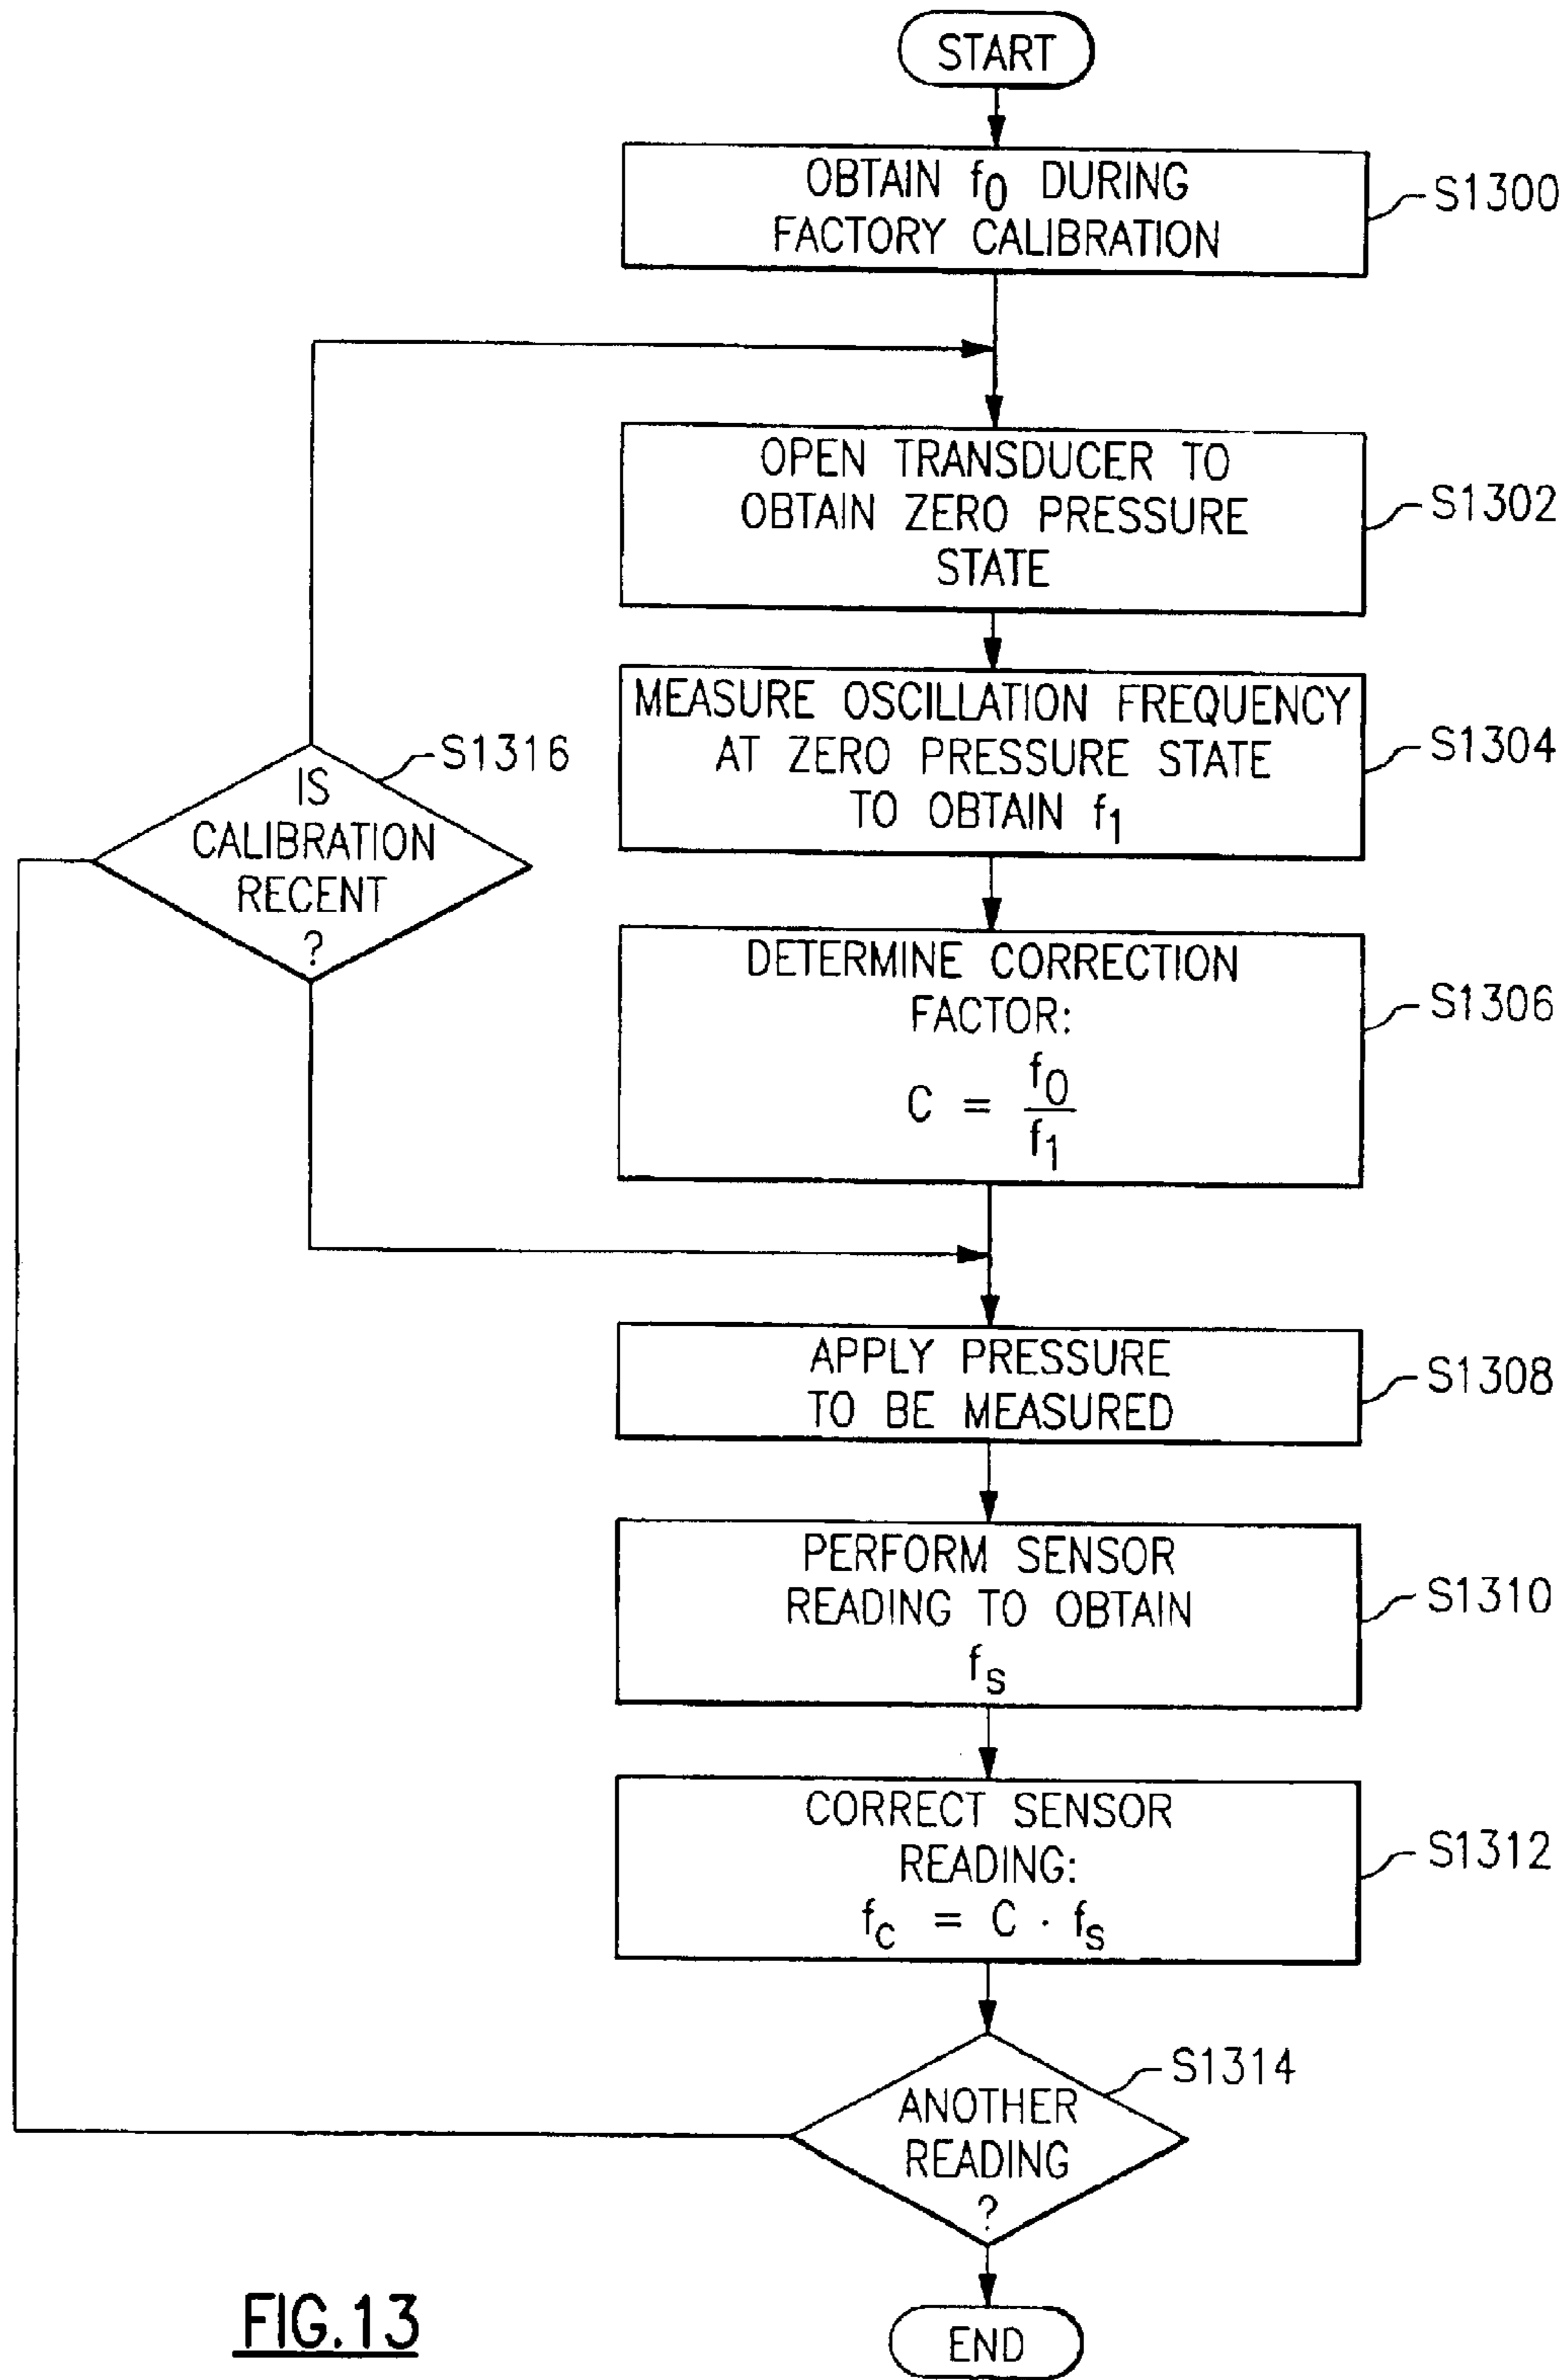 START
OBTAIN f₀ DURING
FACTORY CALIBRATION
S1300
OPEN TRANSDUCER TO
OBTAIN ZERO PRESSURE
STATE
S1302
MEASURE OSCILLATION FREQUENCY
AT ZERO PRESSURE STATE
TO OBTAIN f₁
S1304
S1316
IS
CALIBRATION
RECENT
?
DETERMINE CORRECTION
FACTOR:
C = f₀/f₁
S1306
APPLY PRESSURE
TO BE MEASURED
S1308
PERFORM SENSOR
READING TO OBTAIN
fₛ
S1310
CORRECT SENSOR
READING:
f_c = C · fₛ
S1312
S1314
ANOTHER
READING
?
END
FIG.13